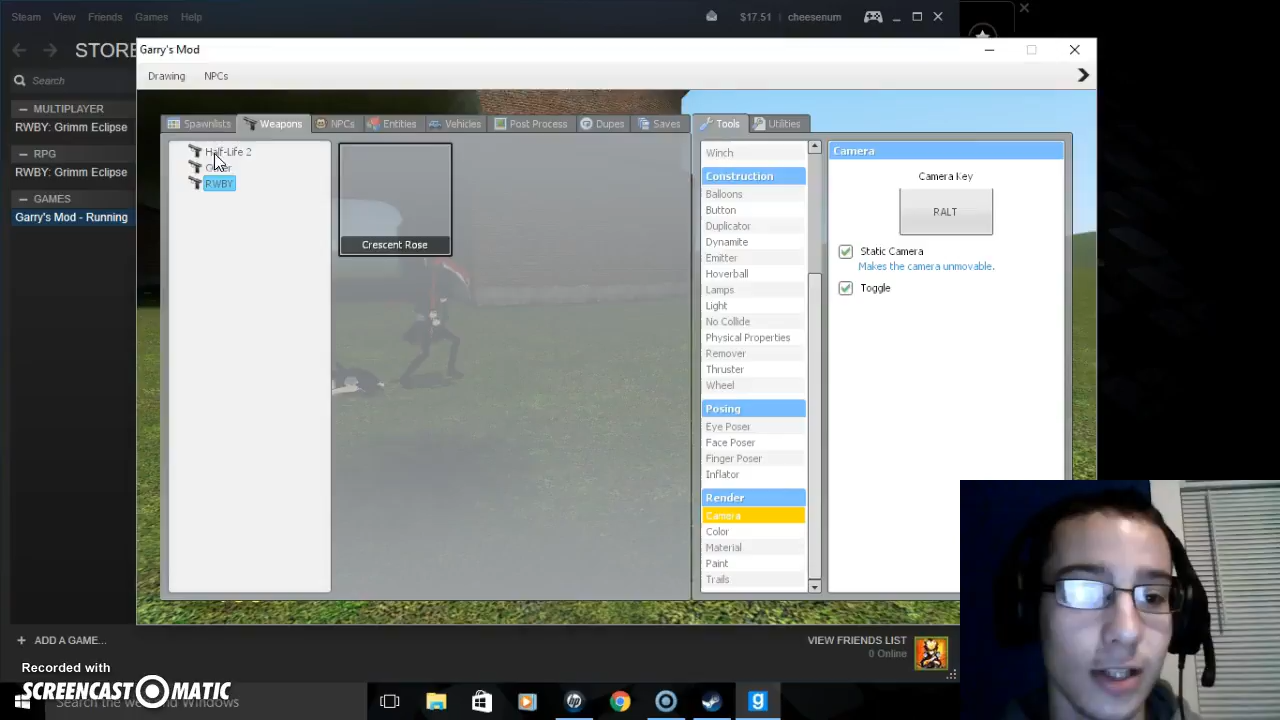 Steam View Friends Games Help
$17.51 cheesenum
STORE
Search
MULTIPLAYER
RWBY: Grimm Eclipse
RPG
RWBY: Grimm Eclipse
GAMES
Garry's Mod - Running
Garry's Mod
Drawing NPCs
Spawnlists Weapons NPCs Entities Vehicles Post Process Dupes Saves
Half-Life 2
RWBY
Crescent Rose
Tools Utilities
Winch
Construction
Balloons
Button
Duplicator
Dynamite
Emitter
Hoverball
Lamps
Light
No Collide
Physical Properties
Remover
Thruster
Wheel
Posing
Eye Poser
Face Poser
Finger Poser
Inflator
Render
Camera
Color
Material
Paint
Trails
Camera
Camera Key
RALT
Static Camera
Makes the camera unmovable.
Toggle
ADD A GAME...
VIEW FRIENDS LIST
0 Online
Recorded with
SCREENCAST MATIC
Search the web and Windows